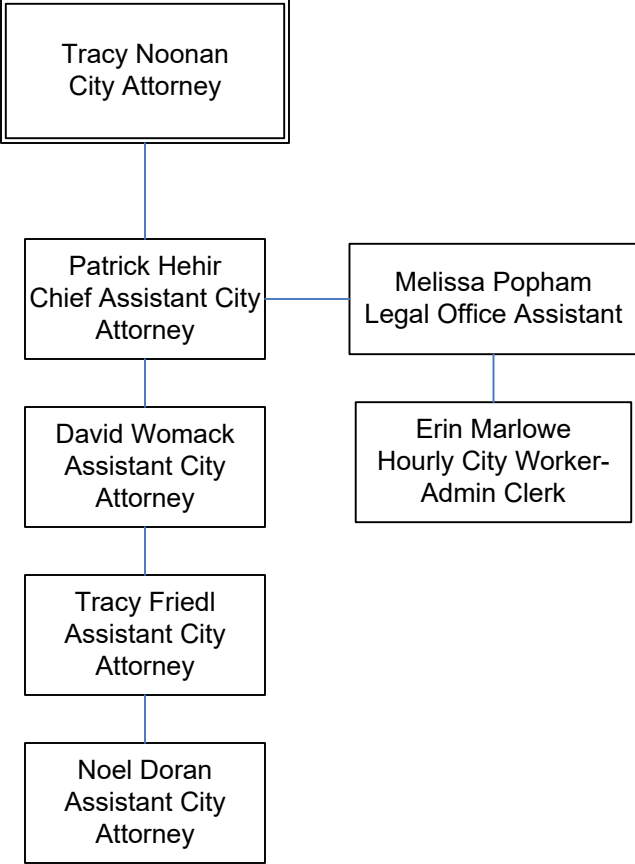 Tracy Noonan
City Attorney
Patrick Hehir
Chief Assistant City
Attorney
Melissa Popham
Legal Office Assistant
David Womack
Assistant City
Attorney
Erin Marlowe
Hourly City Worker-
Admin Clerk
Tracy Friedl
Assistant City
Attorney
Noel Doran
Assistant City
Attorney